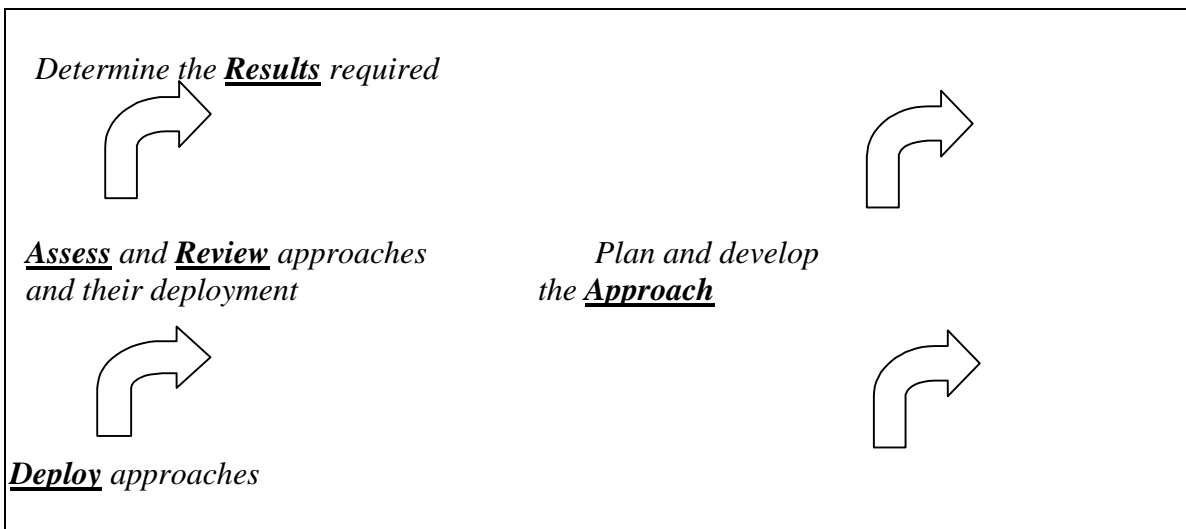 Determine the Results required
Assess and Review approaches Plan and develop
and their deployment the Approach
Deploy approaches